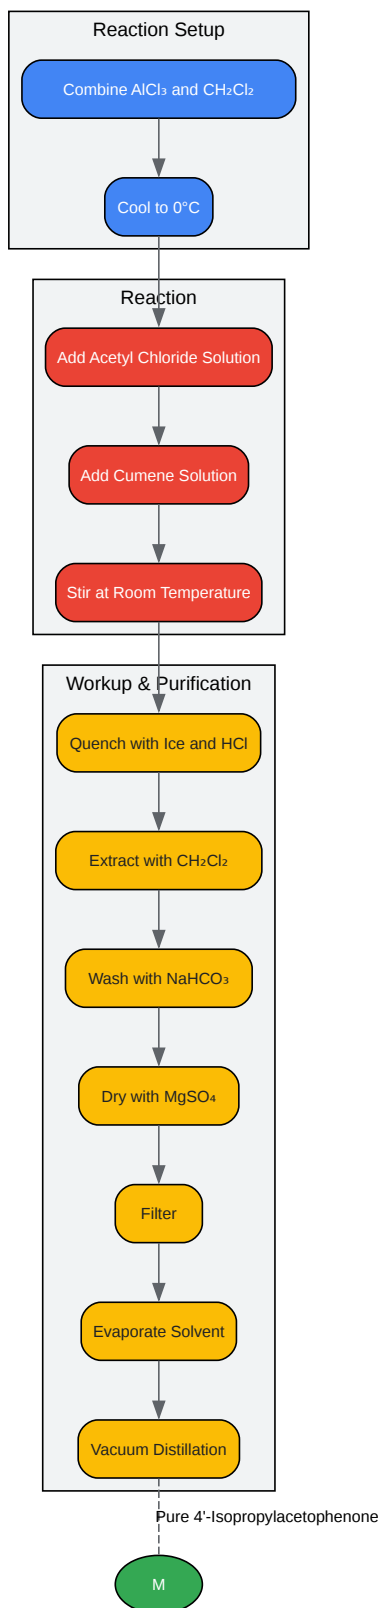 Reaction Setup
Combine AlCl₃ and CH₂Cl₂
Cool to 0°C
Reaction
Add Acetyl Chloride Solution
Add Cumene Solution
Stir at Room Temperature
Workup & Purification
Quench with Ice and HCl
Extract with CH₂Cl₂
Wash with NaHCO₃
Dry with MgSO₄
Filter
Evaporate Solvent
Vacuum Distillation
Pure 4'-Isopropylacetophenone
M